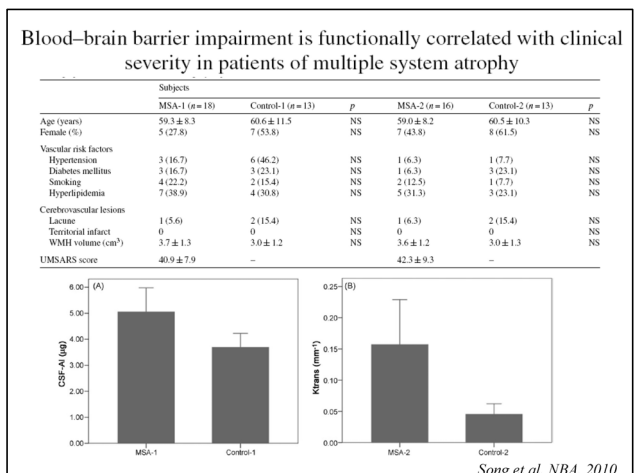 Blood–brain barrier impairment is functionally correlated with clinical
severity in patients of multiple system atrophy
Subjects
MSA-1 (n = 18) Control-1 (n = 13) p MSA-2 (n = 16) Control-2 (n = 13) p
Age (years) 59.3 ± 8.3 60.6 ± 11.5 NS 59.0 ± 8.2 60.5 ± 10.3 NS
Female (%) 5 (27.8) 7 (53.8) NS 7 (43.8) 8 (61.5) NS
Vascular risk factors
Hypertension 3 (16.7) 6 (46.2) NS 1 (6.3) 1 (7.7) NS
Diabetes mellitus 3 (16.7) 3 (23.1) NS 1 (6.3) 3 (23.1) NS
Smoking 4 (22.2) 2 (15.4) NS 2 (12.5) 1 (7.7) NS
Hyperlipidemia 7 (38.9) 4 (30.8) NS 5 (31.3) 3 (23.1) NS
Cerebrovascular lesions
Lacune 1 (5.6) 2 (15.4) NS 1 (6.3) 2 (15.4) NS
Territorial infarct 0 0 NS 0 0 NS
WMH volume (cm³) 3.7 ± 1.3 3.0 ± 1.2 NS 3.6 ± 1.2 3.0 ± 1.3 NS
UMSARS score 40.9 ± 7.9 – 42.3 ± 9.3 –
(A)
CSF-AI (µg)
6.00
5.00
4.00
3.00
2.00
1.00
0.00
MSA-1 Control-1
(B)
Ktrans (mm⁻¹)
0.25
0.20
0.15
0.10
0.05
0.00
MSA-2 Control-2
Song et al, NBA, 2010